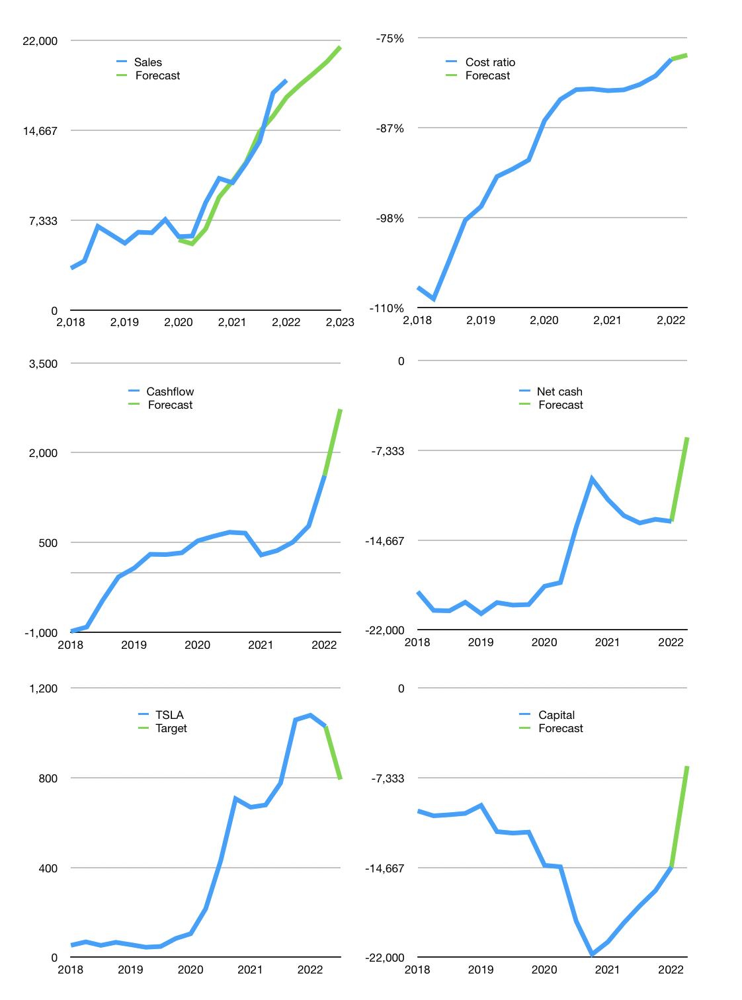 22,000
Sales
Forecast
14,667
7,333
0
2,018 2,019 2,020 2,021 2,022 2,023
-75%
Cost ratio
Forecast
-87%
-98%
-110%
2,018 2,019 2,020 2,021 2,022
3,500
Cashflow
Forecast
2,000
500
-1,000
2018 2019 2020 2021 2022
0
Net cash
Forecast
-7,333
-14,667
-22,000
2018 2019 2020 2021 2022
1,200
TSLA
Target
800
400
0
2018 2019 2020 2021 2022
0
Capital
Forecast
-7,333
-14,667
-22,000
2018 2019 2020 2021 2022